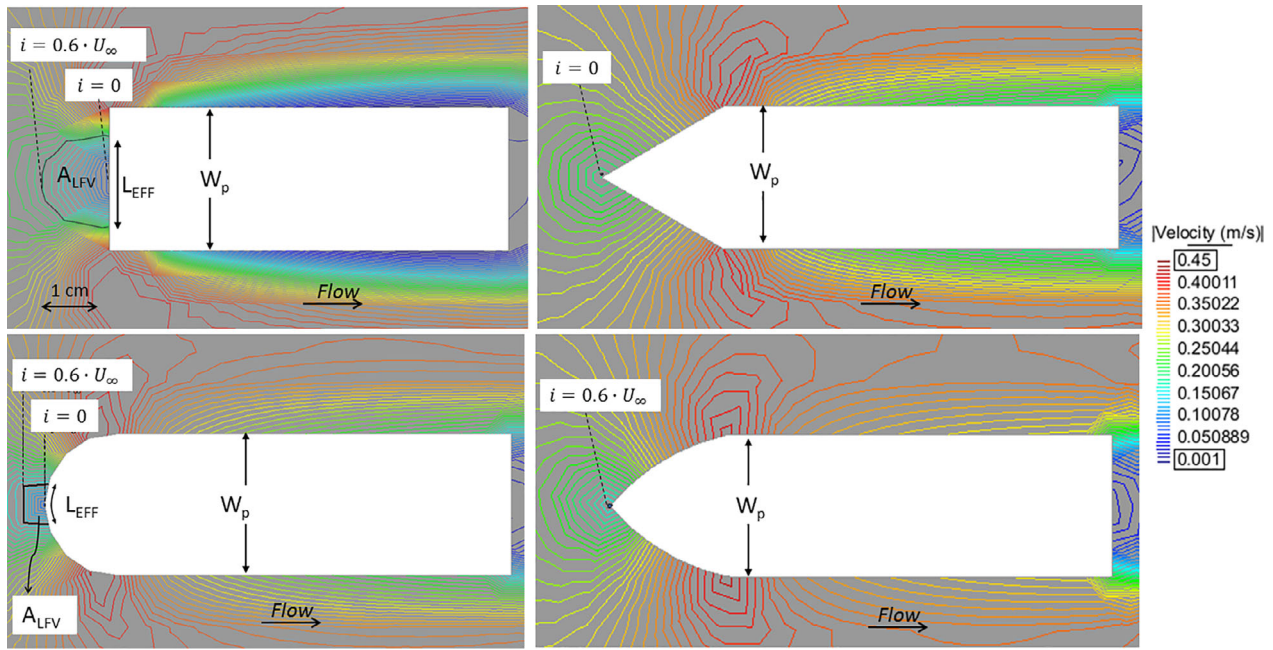 i = 0.6 · U∞
i = 0
A_LFV
L_EFF
W_p
1 cm
Flow
i = 0
W_p
Flow
|Velocity (m/s)|
0.45
0.40011
0.35022
0.30033
0.25044
0.20056
0.15067
0.10078
0.050889
0.001
i = 0.6 · U∞
i = 0
L_EFF
W_p
A_LFV
Flow
i = 0.6 · U∞
W_p
Flow